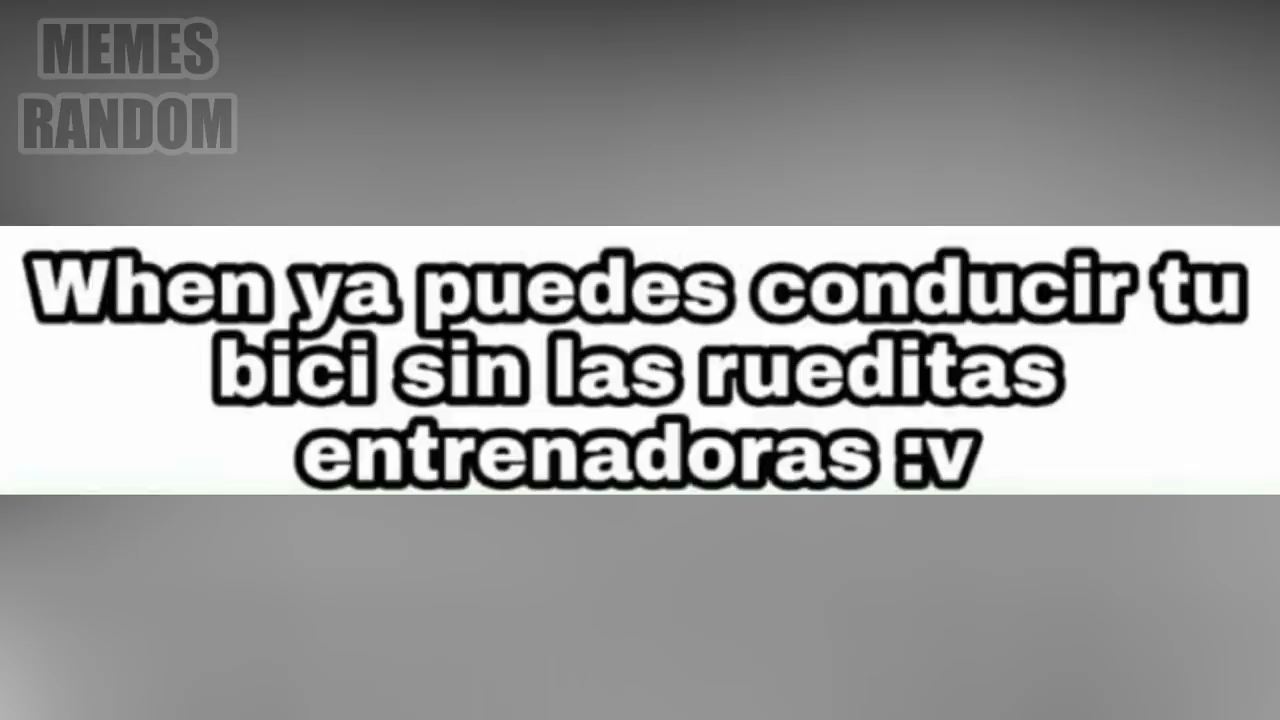 MEMES
RANDOM
When ya puedes conducir tu
bici sin las rueditas
entrenadoras :v